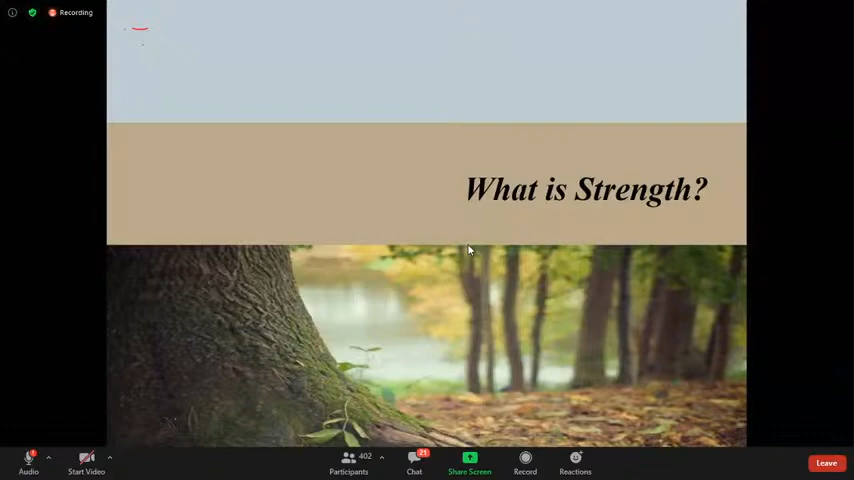 Recording
What is Strength?
402
21
Audio
Start Video
Participants
Chat
Share Screen
Record
Reactions
Leave